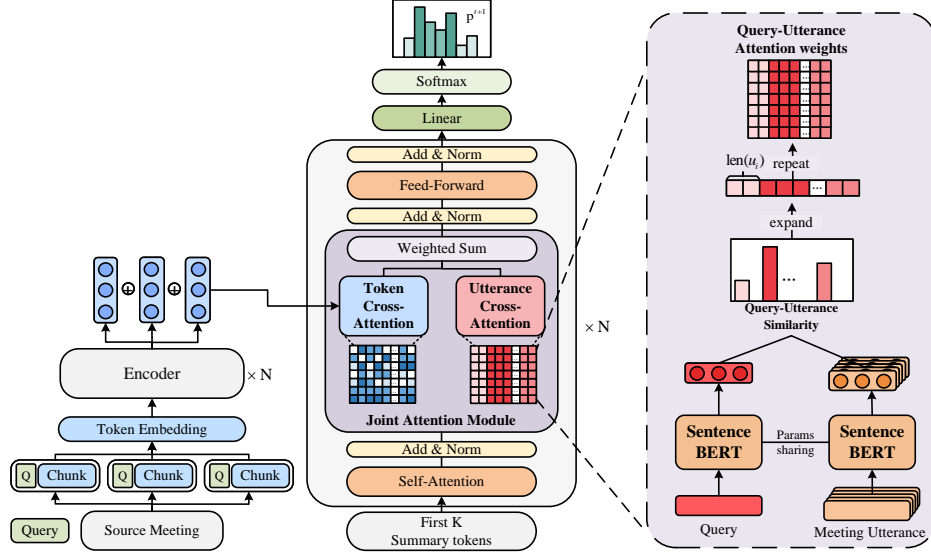 p^{t+1}
Softmax
Linear
Add & Norm
Feed-Forward
Add & Norm
Weighted Sum
Token
Cross-
Attention
Utterance
Cross-
Attention
...
Joint Attention Module
Add & Norm
Self-Attention
First K
Summary tokens
× N
Encoder
× N
Token Embedding
Q Chunk
Q Chunk
Q Chunk
Query
Source Meeting
Query-Utterance
Attention weights
...
len(u_i)
repeat
...
expand
...
Query-Utterance
Similarity
Sentence
BERT
Params
sharing
Sentence
BERT
Query
Meeting Utterance